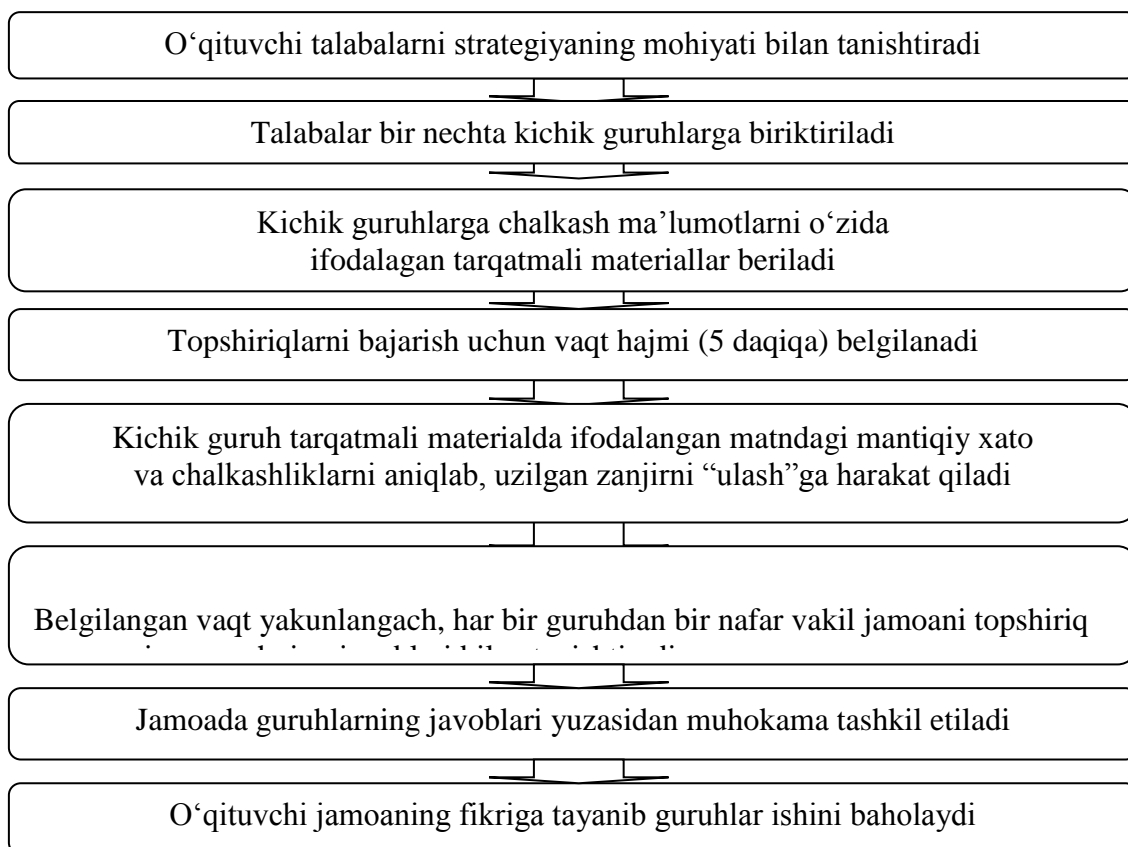 O‘qituvchi talabalarni strategiyaning mohiyati bilan tanishtiradi
Talabalar bir nechta kichik guruhlarga biriktiriladi
Kichik guruhlarga chalkash ma’lumotlarni o‘zida
ifodalagan tarqatmali materiallar beriladi
Topshiriqlarni bajarish uchun vaqt hajmi (5 daqiqa) belgilanadi
Kichik guruh tarqatmali materialda ifodalangan matndagi mantiqiy xato
va chalkashliklarni aniqlab, uzilgan zanjirni “ulash”ga harakat qiladi
Belgilangan vaqt yakunlangach, har bir guruhdan bir nafar vakil jamoani topshiriq
Jamoada guruhlarning javoblari yuzasidan muhokama tashkil etiladi
O‘qituvchi jamoaning fikriga tayanib guruhlar ishini baholaydi